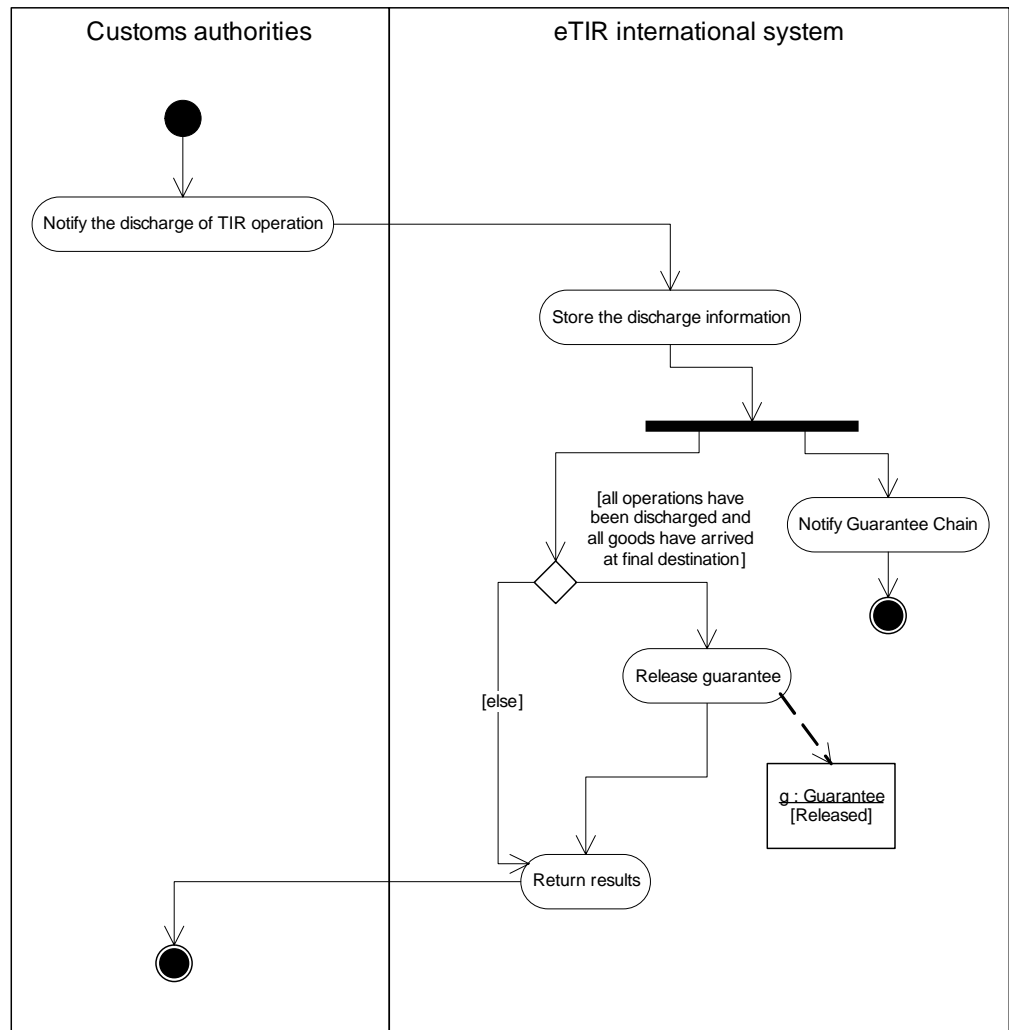 Customs authorities
eTIR international system
Notify the discharge of TIR operation
Store the discharge information
[all operations have
been discharged and
all goods have arrived
at final destination]
Notify Guarantee Chain
Release guarantee
[else]
g : Guarantee
[Released]
Return results